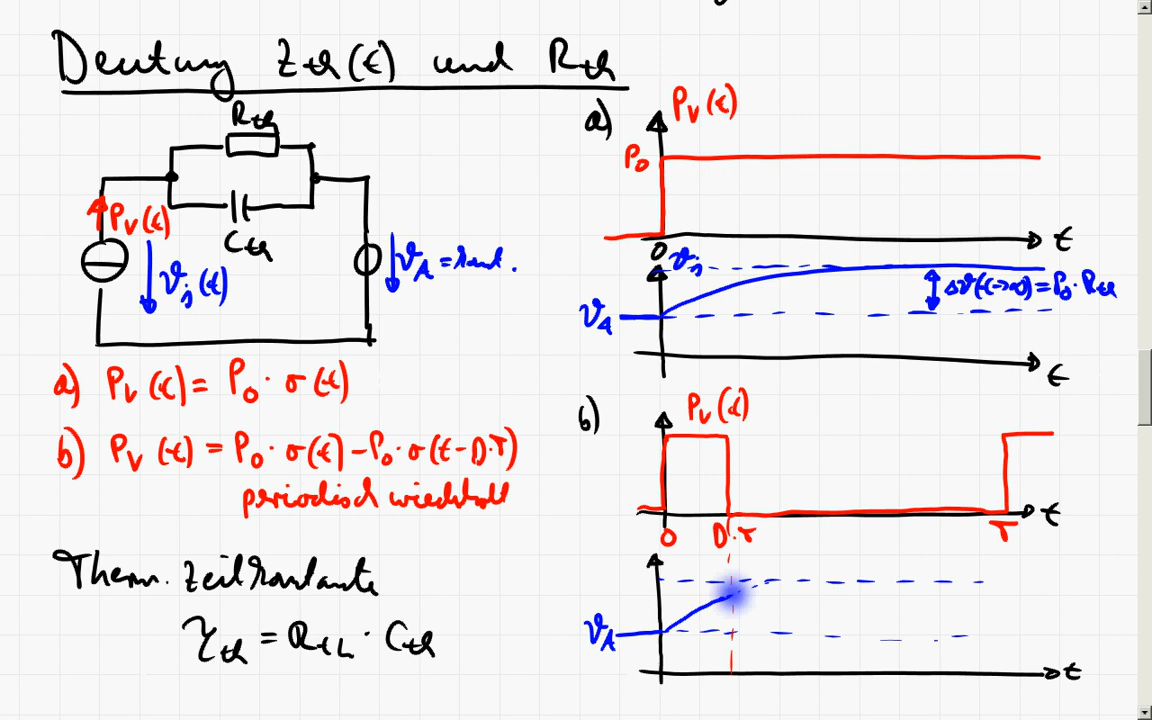 Deutung Zth(t) und Rth
Rth
Cth
Pv(t)
ϑj(t)
ϑA = konst.
a) Pv(t) = P0 · σ(t)
b) Pv(t) = P0 · σ(t) – P0 · σ(t – D·T)
periodisch wiederholt
Therm. Zeitkonstante
τth = Rth · Cth
a)
Pv(t)
P0
0
t
ϑj
ϑA
Δϑ(t→∞) = P0 · Rth
t
b)
Pv(t)
0
D·T
T
t
ϑA
t